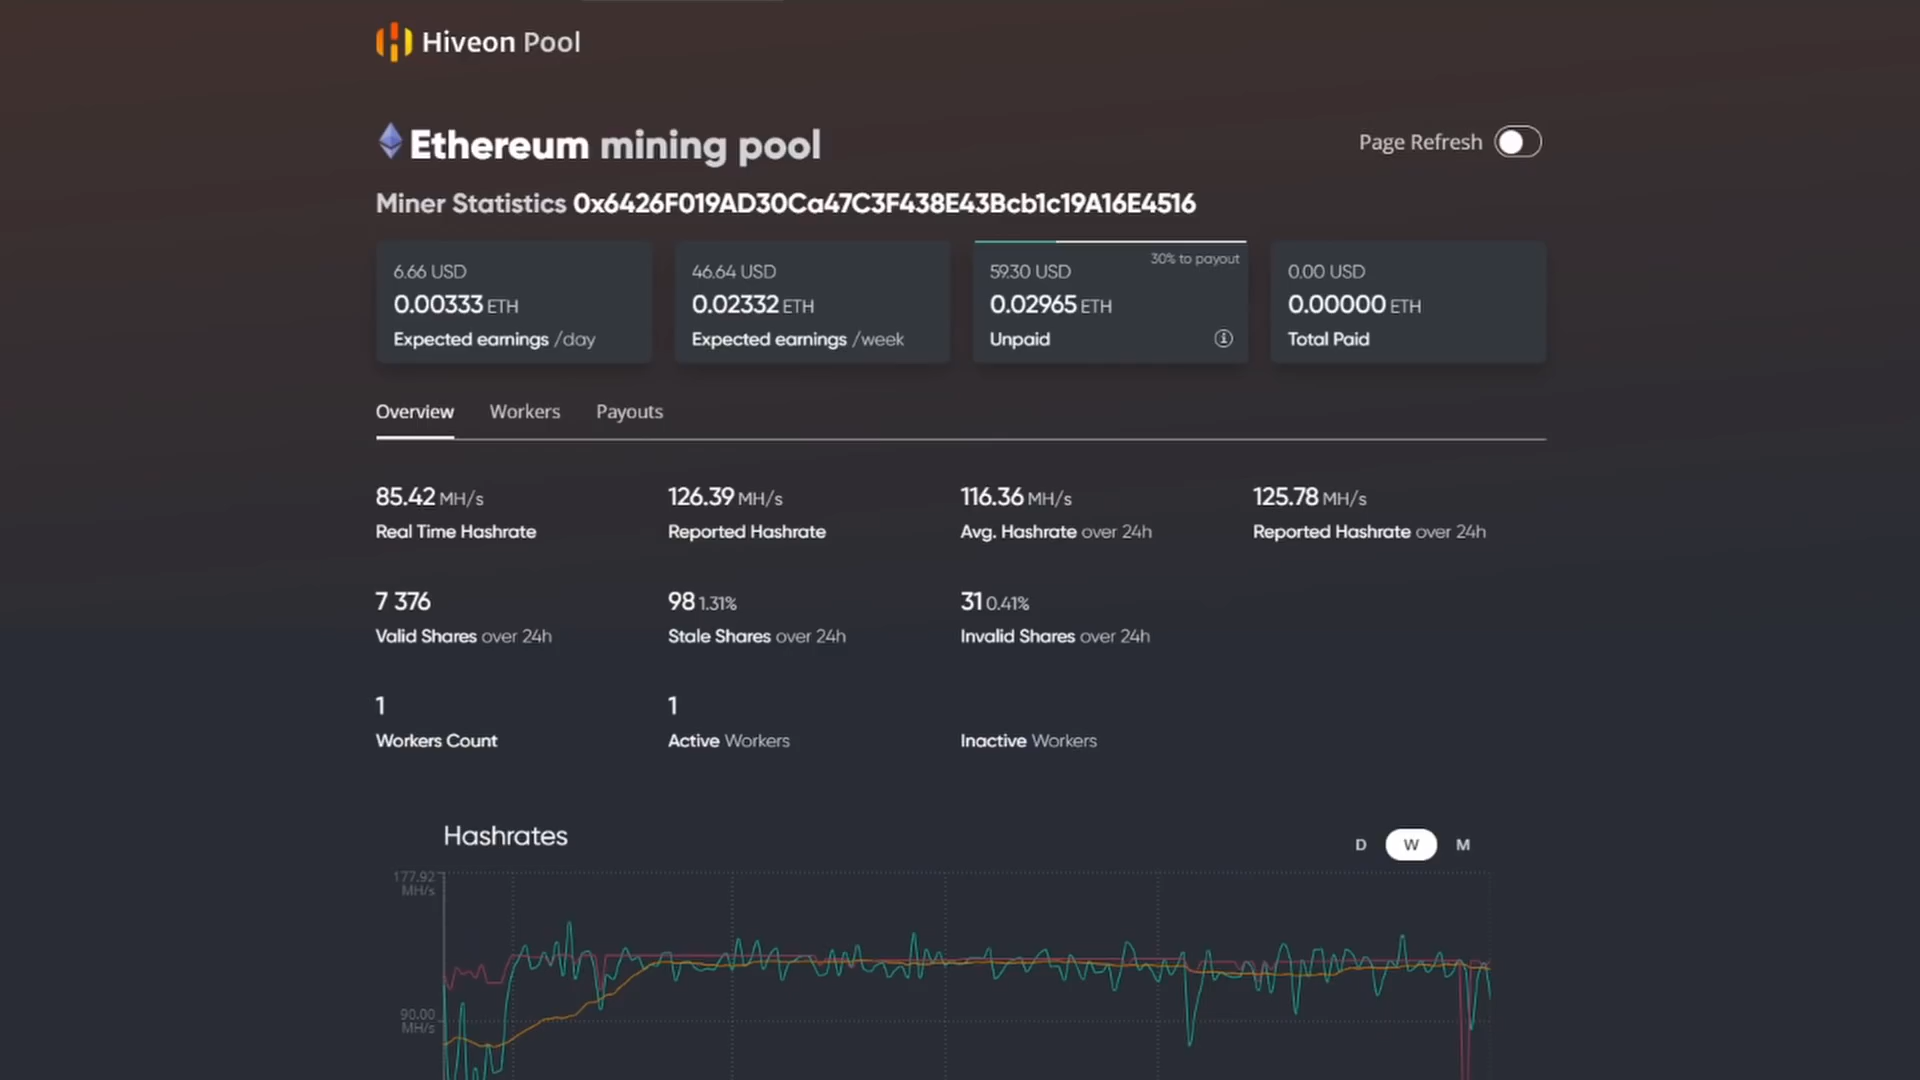 Hiveon Pool
Ethereum mining pool
Page Refresh
Miner Statistics 0x6426F019AD30Ca47C3F438E43Bcb1c19A16E4516
6.66 USD
0.00333 ETH
Expected earnings /day
46.64 USD
0.02332 ETH
Expected earnings /week
30% to payout
59.30 USD
0.02965 ETH
Unpaid
0.00 USD
0.00000 ETH
Total Paid
Overview Workers Payouts
85.42 MH/s
Real Time Hashrate
126.39 MH/s
Reported Hashrate
116.36 MH/s
Avg. Hashrate over 24h
125.78 MH/s
Reported Hashrate over 24h
7 376
Valid Shares over 24h
98 1.31%
Stale Shares over 24h
31 0.41%
Invalid Shares over 24h
1
Workers Count
1
Active Workers
Inactive Workers
Hashrates
D W M
177.92
MH/s
90.00
MH/s